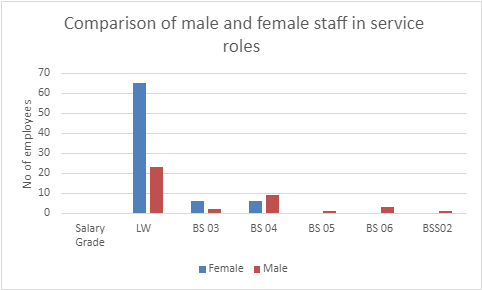 Comparison of male and female staff in service
roles
70
60
50
40
30
20
10
0
No of employees
Salary
Grade
LW
BS 03
BS 04
BS 05
BS 06
BSS02
Female
Male